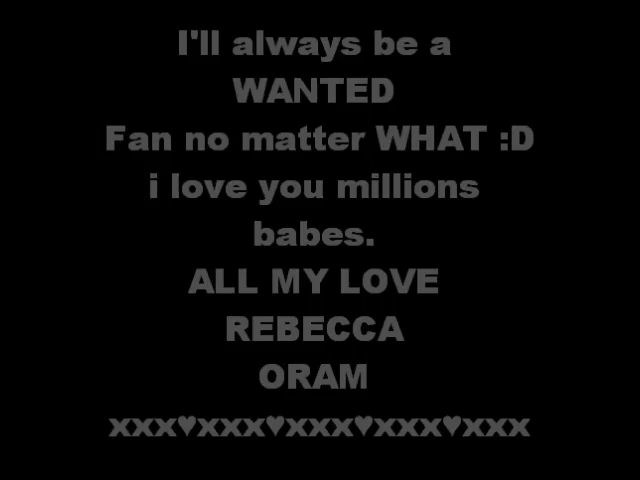 I'll always be a
WANTED
Fan no matter WHAT :D
i love you millions
babes.
ALL MY LOVE
REBECCA
ORAM
xxx♥xxx♥xxx♥xxx♥xxx